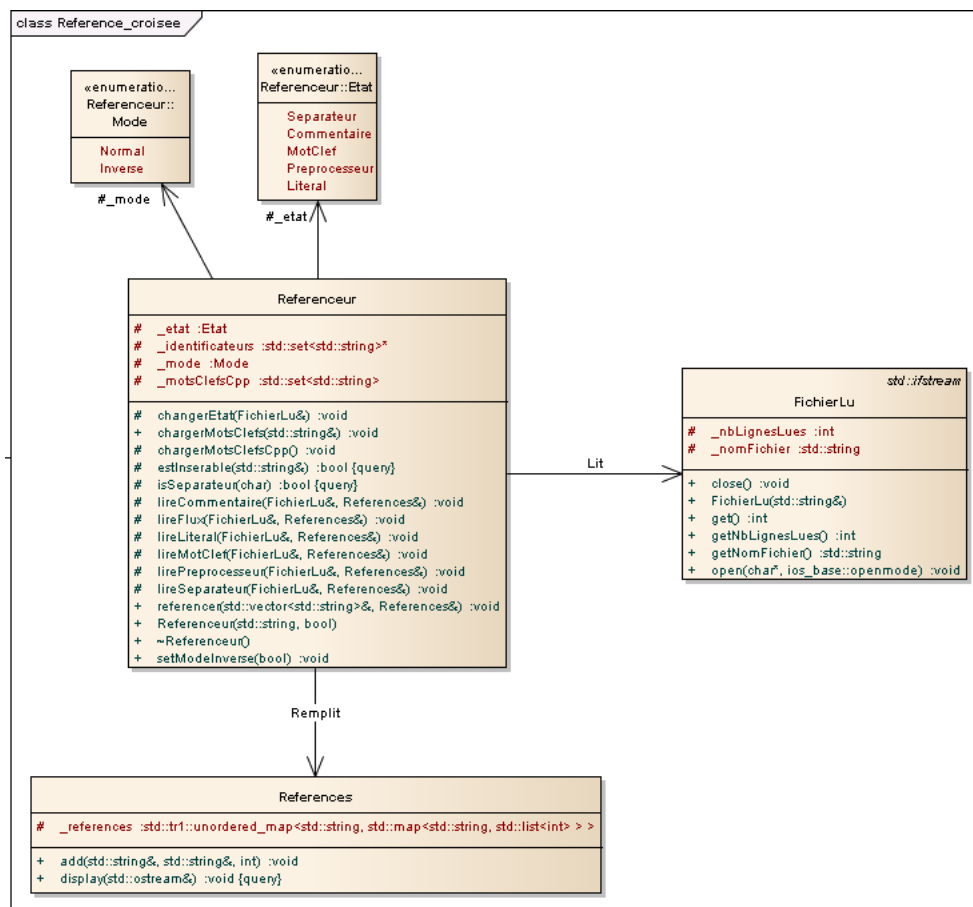 class Reference_croisee
«enumeratio...
Referenceur::
Mode
Normal
Inverse
«enumeratio...
Referenceur::Etat
Separateur
Commentaire
MotClef
Preprocesseur
Literal
#_mode
#_etat
Referenceur
# _etat :Etat
# _identificateurs :std::set<std::string>*
# _mode :Mode
# _motsClefsCpp :std::set<std::string>
# changerEtat(FichierLu&) :void
+ chargerMotsClefs(std::string&) :void
# chargerMotsClefsCpp() :void
# estInserable(std::string&) :bool {query}
# isSeparateur(char) :bool {query}
# lireCommentaire(FichierLu&, References&) :void
# lireFlux(FichierLu&, References&) :void
# lireLiteral(FichierLu&, References&) :void
# lireMotClef(FichierLu&, References&) :void
# lirePreprocesseur(FichierLu&, References&) :void
# lireSeparateur(FichierLu&, References&) :void
+ referencer(std::vector<std::string>&, References&) :void
+ Referenceur(std::string, bool)
+ ~Referenceur()
+ setModeInverse(bool) :void
Lit
std::ifstream
FichierLu
# _nbLignesLues :int
# _nomFichier :std::string
+ close() :void
+ FichierLu(std::string&)
+ get() :int
+ getNbLignesLues() :int
+ getNomFichier() :std::string
+ open(char*, ios_base::openmode) :void
Remplit
References
# _references :std::tr1::unordered_map<std::string, std::map<std::string, std::list<int> > >
+ add(std::string&, std::string&, int) :void
+ display(std::ostream&) :void {query}